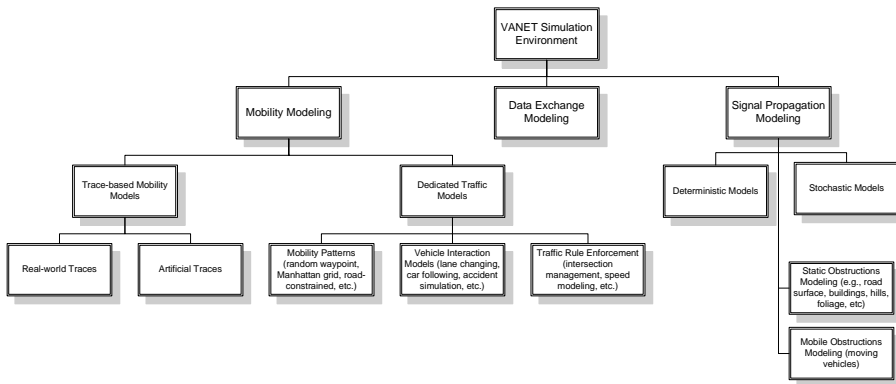 VANET Simulation
Environment
Mobility Modeling
Data Exchange
Modeling
Signal Propagation
Modeling
Trace-based Mobility
Models
Dedicated Traffic
Models
Deterministic Models
Stochastic Models
Real-world Traces
Artificial Traces
Mobility Patterns
(random waypoint,
Manhattan grid, road-
constrained, etc.)
Vehicle Interaction
Models (lane changing,
car following, accident
simulation, etc.)
Traffic Rule Enforcement
(intersection
management, speed
modeling, etc.)
Static Obstructions
Modeling (e.g., road
surface, buildings, hills,
foliage, etc)
Mobile Obstructions
Modeling (moving
vehicles)